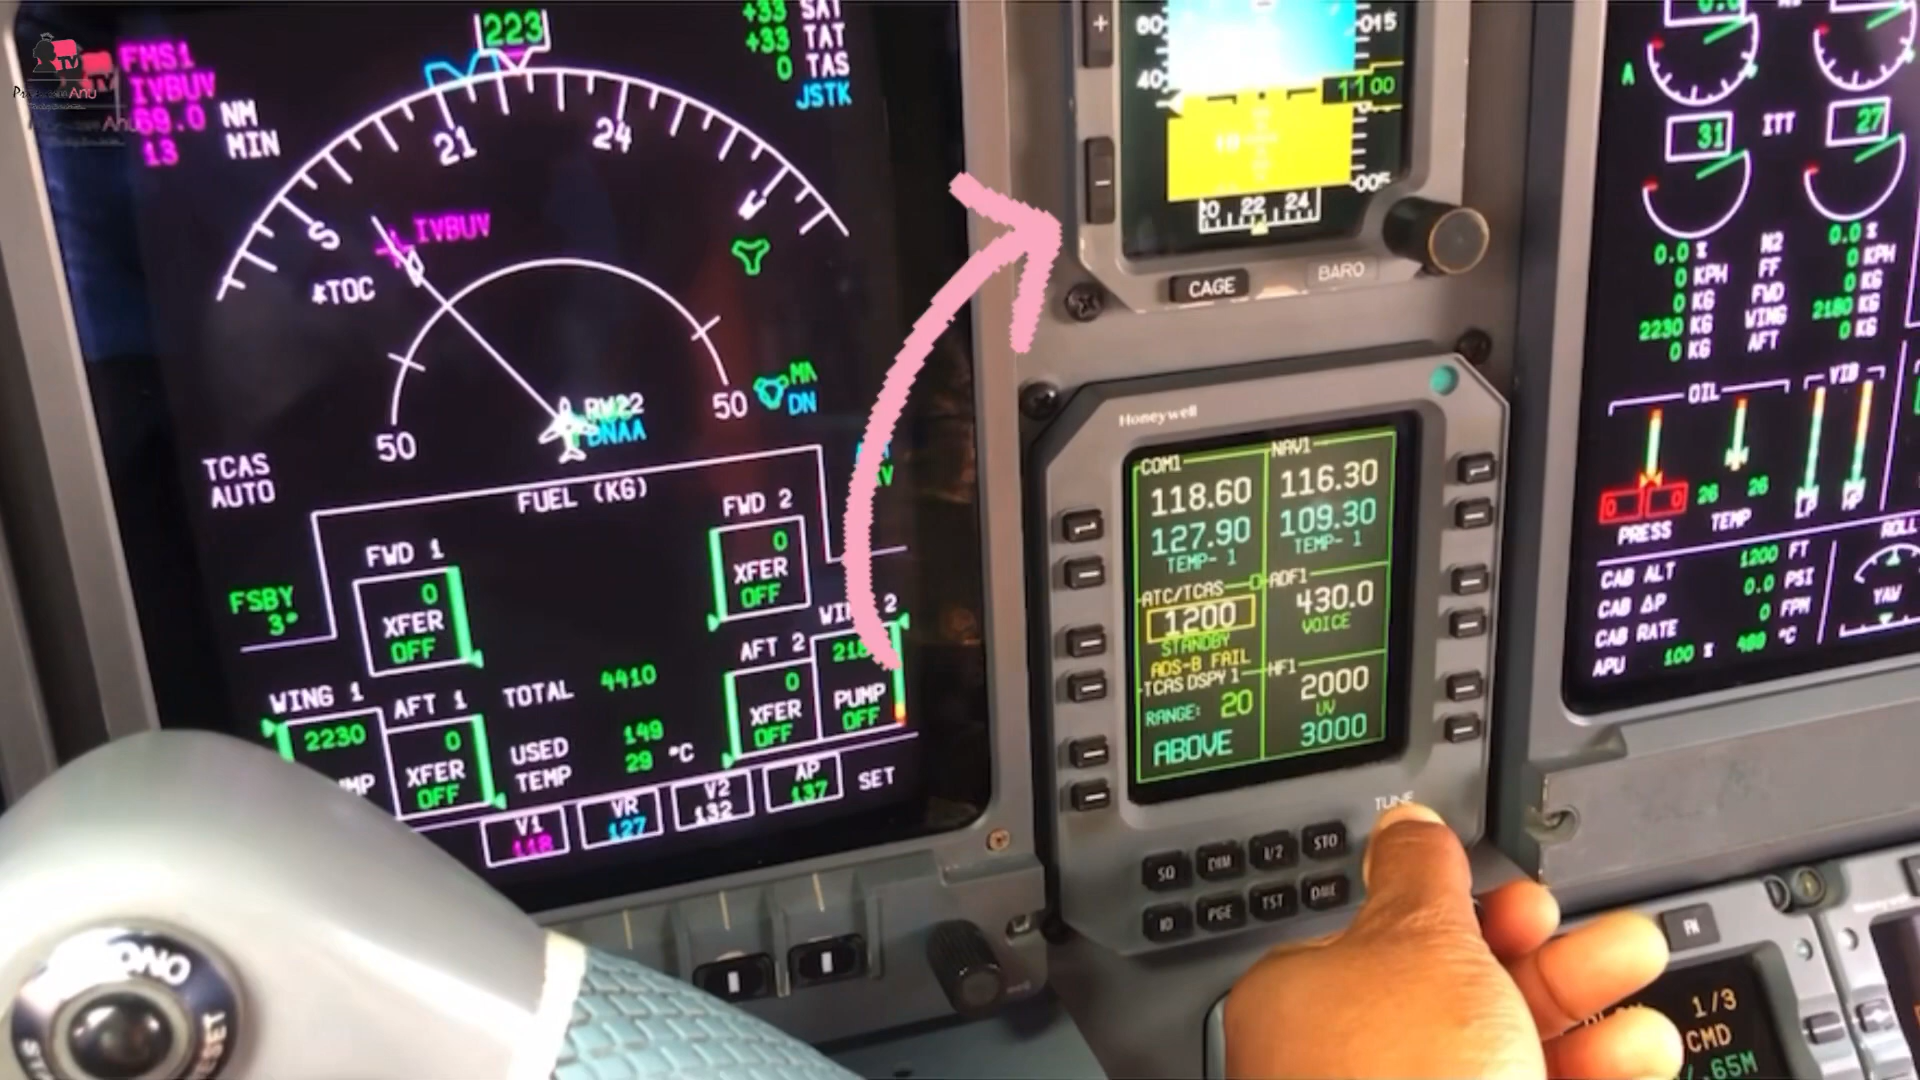 FMS1
IVBUV
69.0 NM
13 MIN
223
+33 SAT
+33 TAT
0 TAS
JSTK
S
21
24
W
IVBUV
*TOC
50
50
RW22
DNAA
MA
DN
TCAS
AUTO
FUEL (KG)
FWD 1
0
XFER
OFF
FWD 2
0
XFER
OFF
FSBY
3°
WING 1
2230
AFT 1
0
XFER
OFF
TOTAL 4410
USED 149
TEMP 29 °C
AFT 2
0
XFER
OFF
PUMP
OFF
V1
118
VR
127
V2
132
AP
137
SET
+
-
60
40
015
1100
005
10
20 22 24
CAGE
BARO
Honeywell
COM1
118.60
127.90
TEMP- 1
NAV1
116.30
109.30
TEMP- 1
ATC/TCAS
1200
STANDBY
ADS-B FAIL
ADF1
430.0
VOICE
TCAS DSPY 1
RANGE: 20
ABOVE
HF1
2000
UV
3000
TUNE
SQ DIM 1/2 STO
ID PGE TST DME
A
31 ITT 27
0.0 % N2 0.0 %
0 KPH FF 0 KPH
0 KG FWD 0 KG
2230 KG WING 2180 KG
0 KG AFT 0 KG
OIL
VIB
0 0
PRESS
26 26
TEMP
LP HP
CAB ALT 1200 FT
CAB ΔP 0.0 PSI
CAB RATE 0 FPM
APU 100 % 480 °C
ROLL
YAW
FN
1/3
CMD
.65M